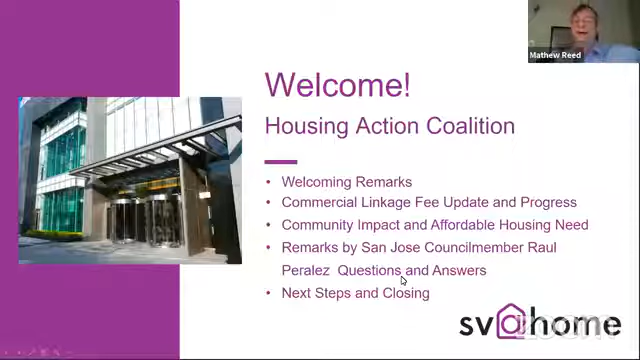 Mathew Reed
Welcome!
Housing Action Coalition
• Welcoming Remarks
• Commercial Linkage Fee Update and Progress
• Community Impact and Affordable Housing Need
• Remarks by San Jose Councilmember Raul
Peralez Questions and Answers
• Next Steps and Closing
sv@home
zoom